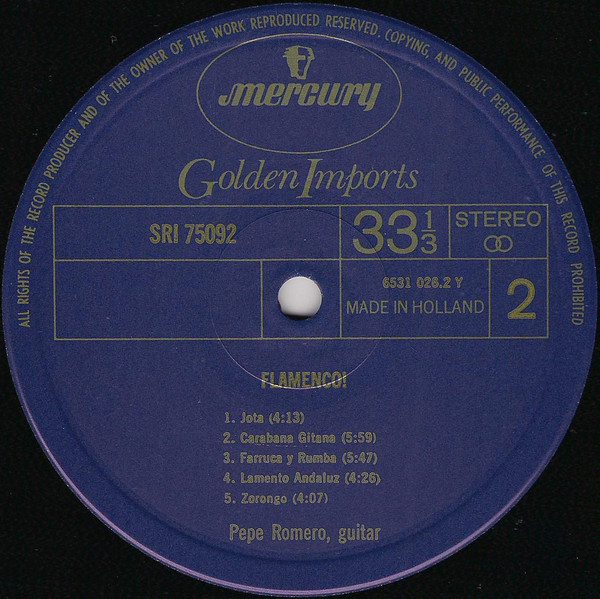 ALL RIGHTS OF THE RECORD PRODUCER AND OF THE OWNER OF THE WORK REPRODUCED RESERVED. COPYING, AND PUBLIC PERFORMANCE OF THIS RECORD PROHIBITED
mercury
Golden Imports
SRI 75092
33 1/3
STEREO
6531 026.2 Y
MADE IN HOLLAND
2
FLAMENCO!
1. Jota (4:13)
2. Carabana Gitana (5:59)
3. Farruca y Rumba (5:47)
4. Lamento Andaluz (4:26)
5. Zorongo (4:07)
Pepe Romero, guitar